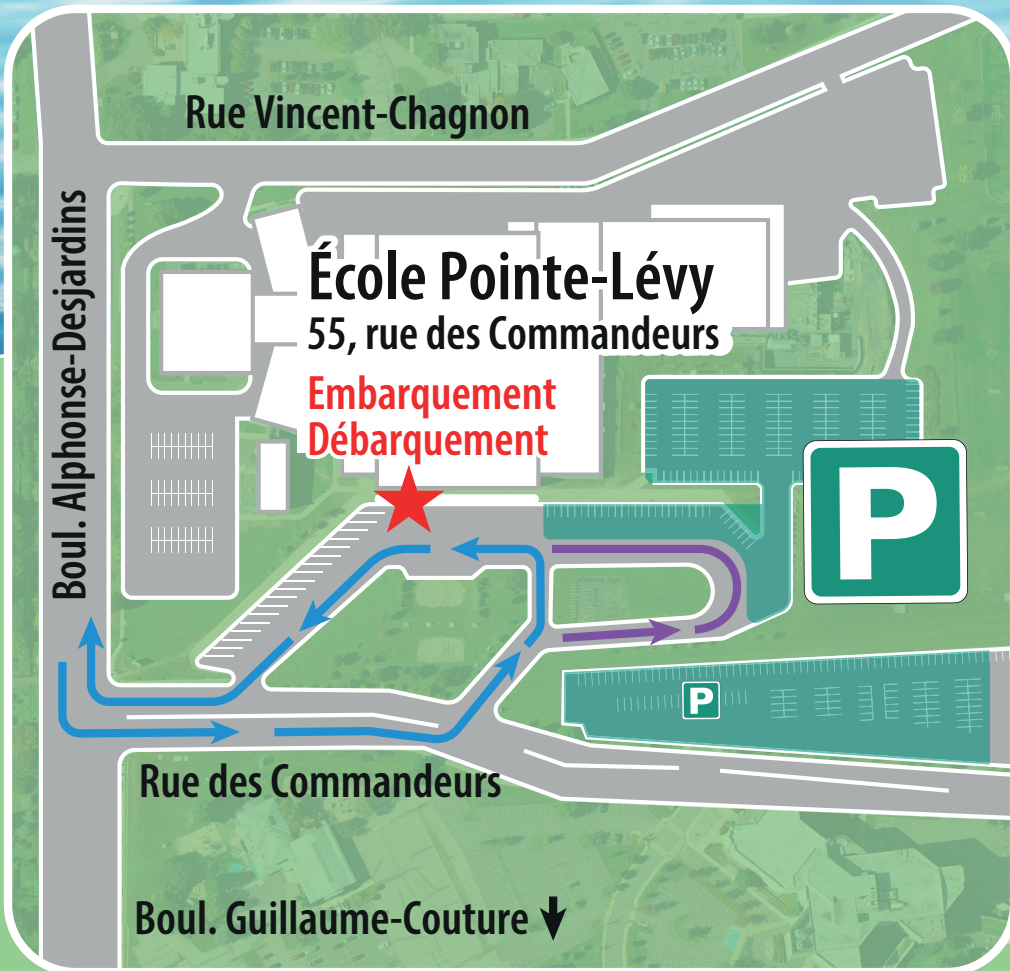 Rue Vincent-Chagnon
Boul. Alphonse-Desjardins
École Pointe-Lévy
55, rue des Commandeurs
Embarquement
Débarquement
P
P
Rue des Commandeurs
Boul. Guillaume-Couture